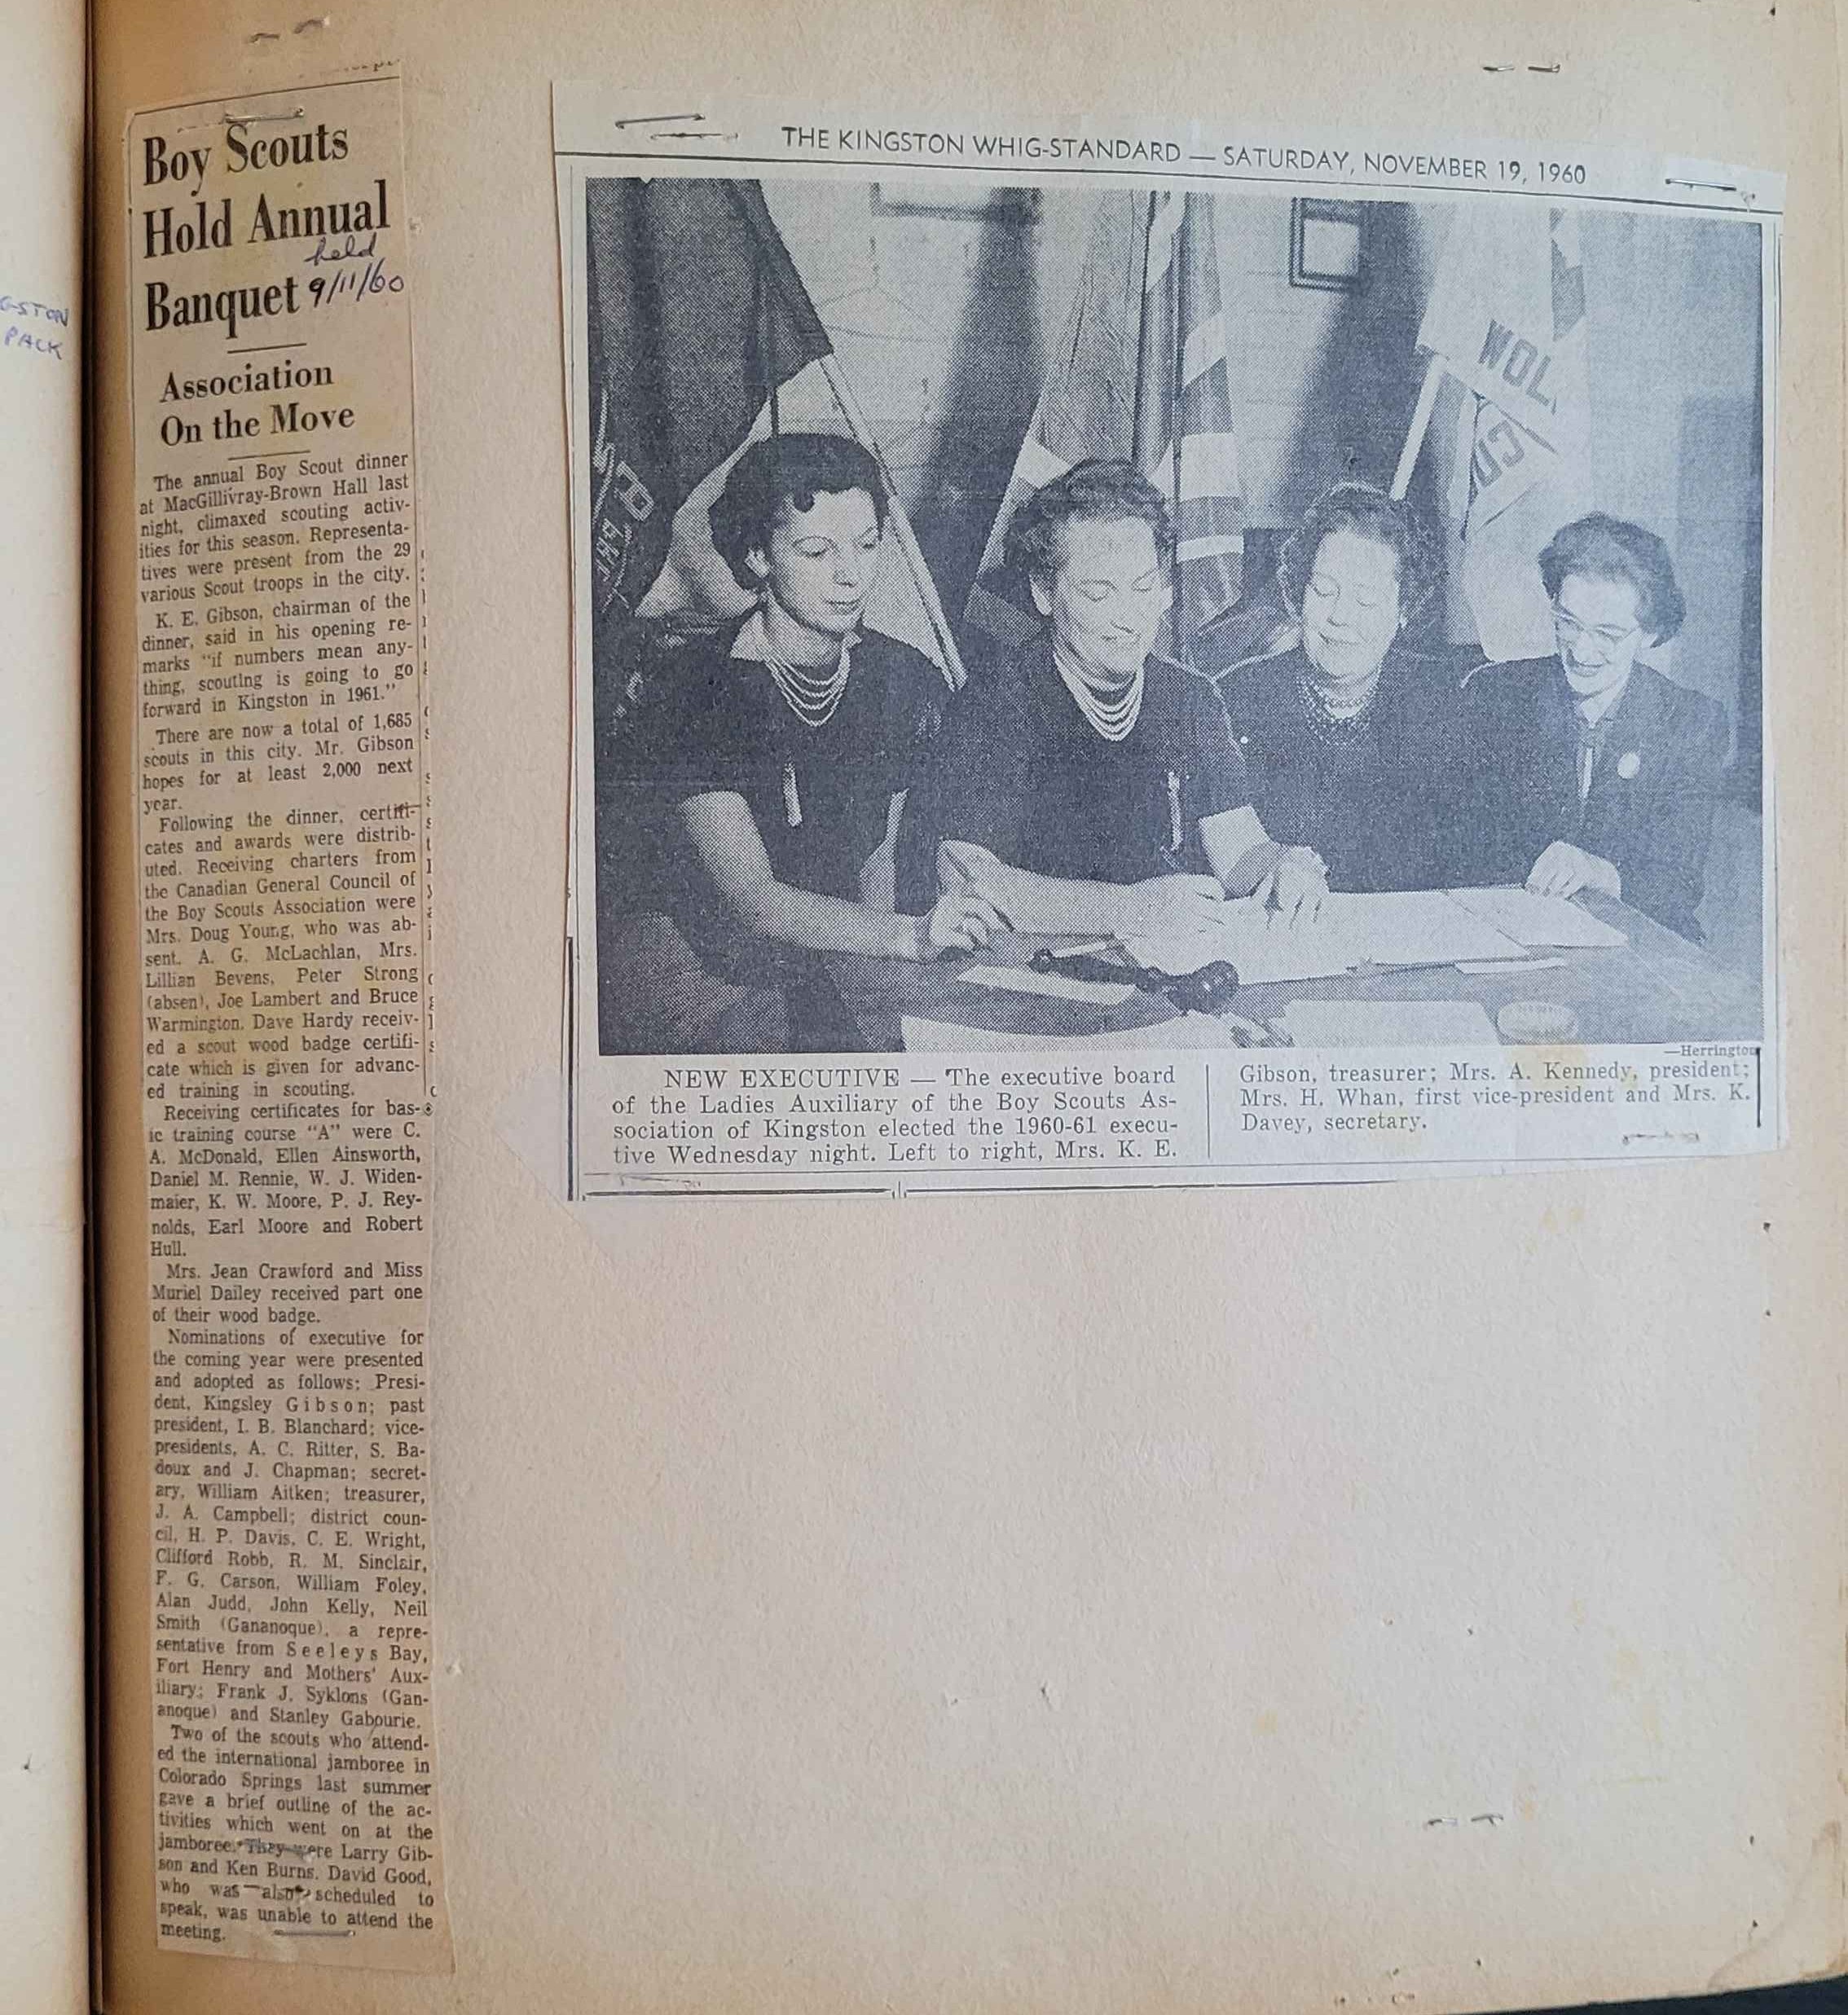 GSTON
PACK
Boy Scouts
Hold Annual
held
Banquet 9/11/60
Association
On the Move
The annual Boy Scout dinner
at MacGillivray-Brown Hall last
night, climaxed scouting activ-
ities for this season. Representa-
tives were present from the 29
various Scout troops in the city.
K. E. Gibson, chairman of the
dinner, said in his opening re-
marks "if numbers mean any-
thing, scouting is going to go
forward in Kingston in 1961."
There are now a total of 1,685
scouts in this city. Mr. Gibson
hopes for at least 2,000 next
year.
Following the dinner, certifi-
cates and awards were distrib-
uted. Receiving charters from
the Canadian General Council of
the Boy Scouts Association were
Mrs. Doug Young, who was ab-
sent. A. G. McLachlan, Mrs.
Lillian Bevens, Peter Strong
(absen), Joe Lambert and Bruce
Warmington. Dave Hardy receiv-
ed a scout wood badge certifi-
cate which is given for advanc-
ed training in scouting.
Receiving certificates for bas-
ic training course "A" were C.
A. McDonald, Ellen Ainsworth,
Daniel M. Rennie, W. J. Widen-
maier, K. W. Moore, P. J. Rey-
nolds, Earl Moore and Robert
Hull.
Mrs. Jean Crawford and Miss
Muriel Dailey received part one
of their wood badge.
Nominations of executive for
the coming year were presented
and adopted as follows: Presi-
dent, Kingsley Gibson; past
president, I. B. Blanchard; vice-
presidents, A. C. Ritter, S. Ba-
doux and J. Chapman; secret-
ary, William Aitken; treasurer,
J. A. Campbell; district coun-
cil, H. P. Davis, C. E. Wright,
Clifford Robb, R. M. Sinclair,
F. G. Carson, William Foley,
Alan Judd, John Kelly, Neil
Smith (Gananoque), a repre-
sentative from Seeleys Bay,
Fort Henry and Mothers' Aux-
iliary; Frank J. Syklons (Gan-
anoque) and Stanley Gabourie.
Two of the scouts who attend-
ed the international jamboree in
Colorado Springs last summer
gave a brief outline of the ac-
tivities which went on at the
jamboree. They were Larry Gib-
son and Ken Burns. David Good,
who was also scheduled to
speak, was unable to attend the
meeting.
THE KINGSTON WHIG-STANDARD — SATURDAY, NOVEMBER 19, 1960
WOL
CU
—Herrington
NEW EXECUTIVE — The executive board
of the Ladies Auxiliary of the Boy Scouts As-
sociation of Kingston elected the 1960-61 execu-
tive Wednesday night. Left to right, Mrs. K. E.
Gibson, treasurer; Mrs. A. Kennedy, president;
Mrs. H. Whan, first vice-president and Mrs. K.
Davey, secretary.